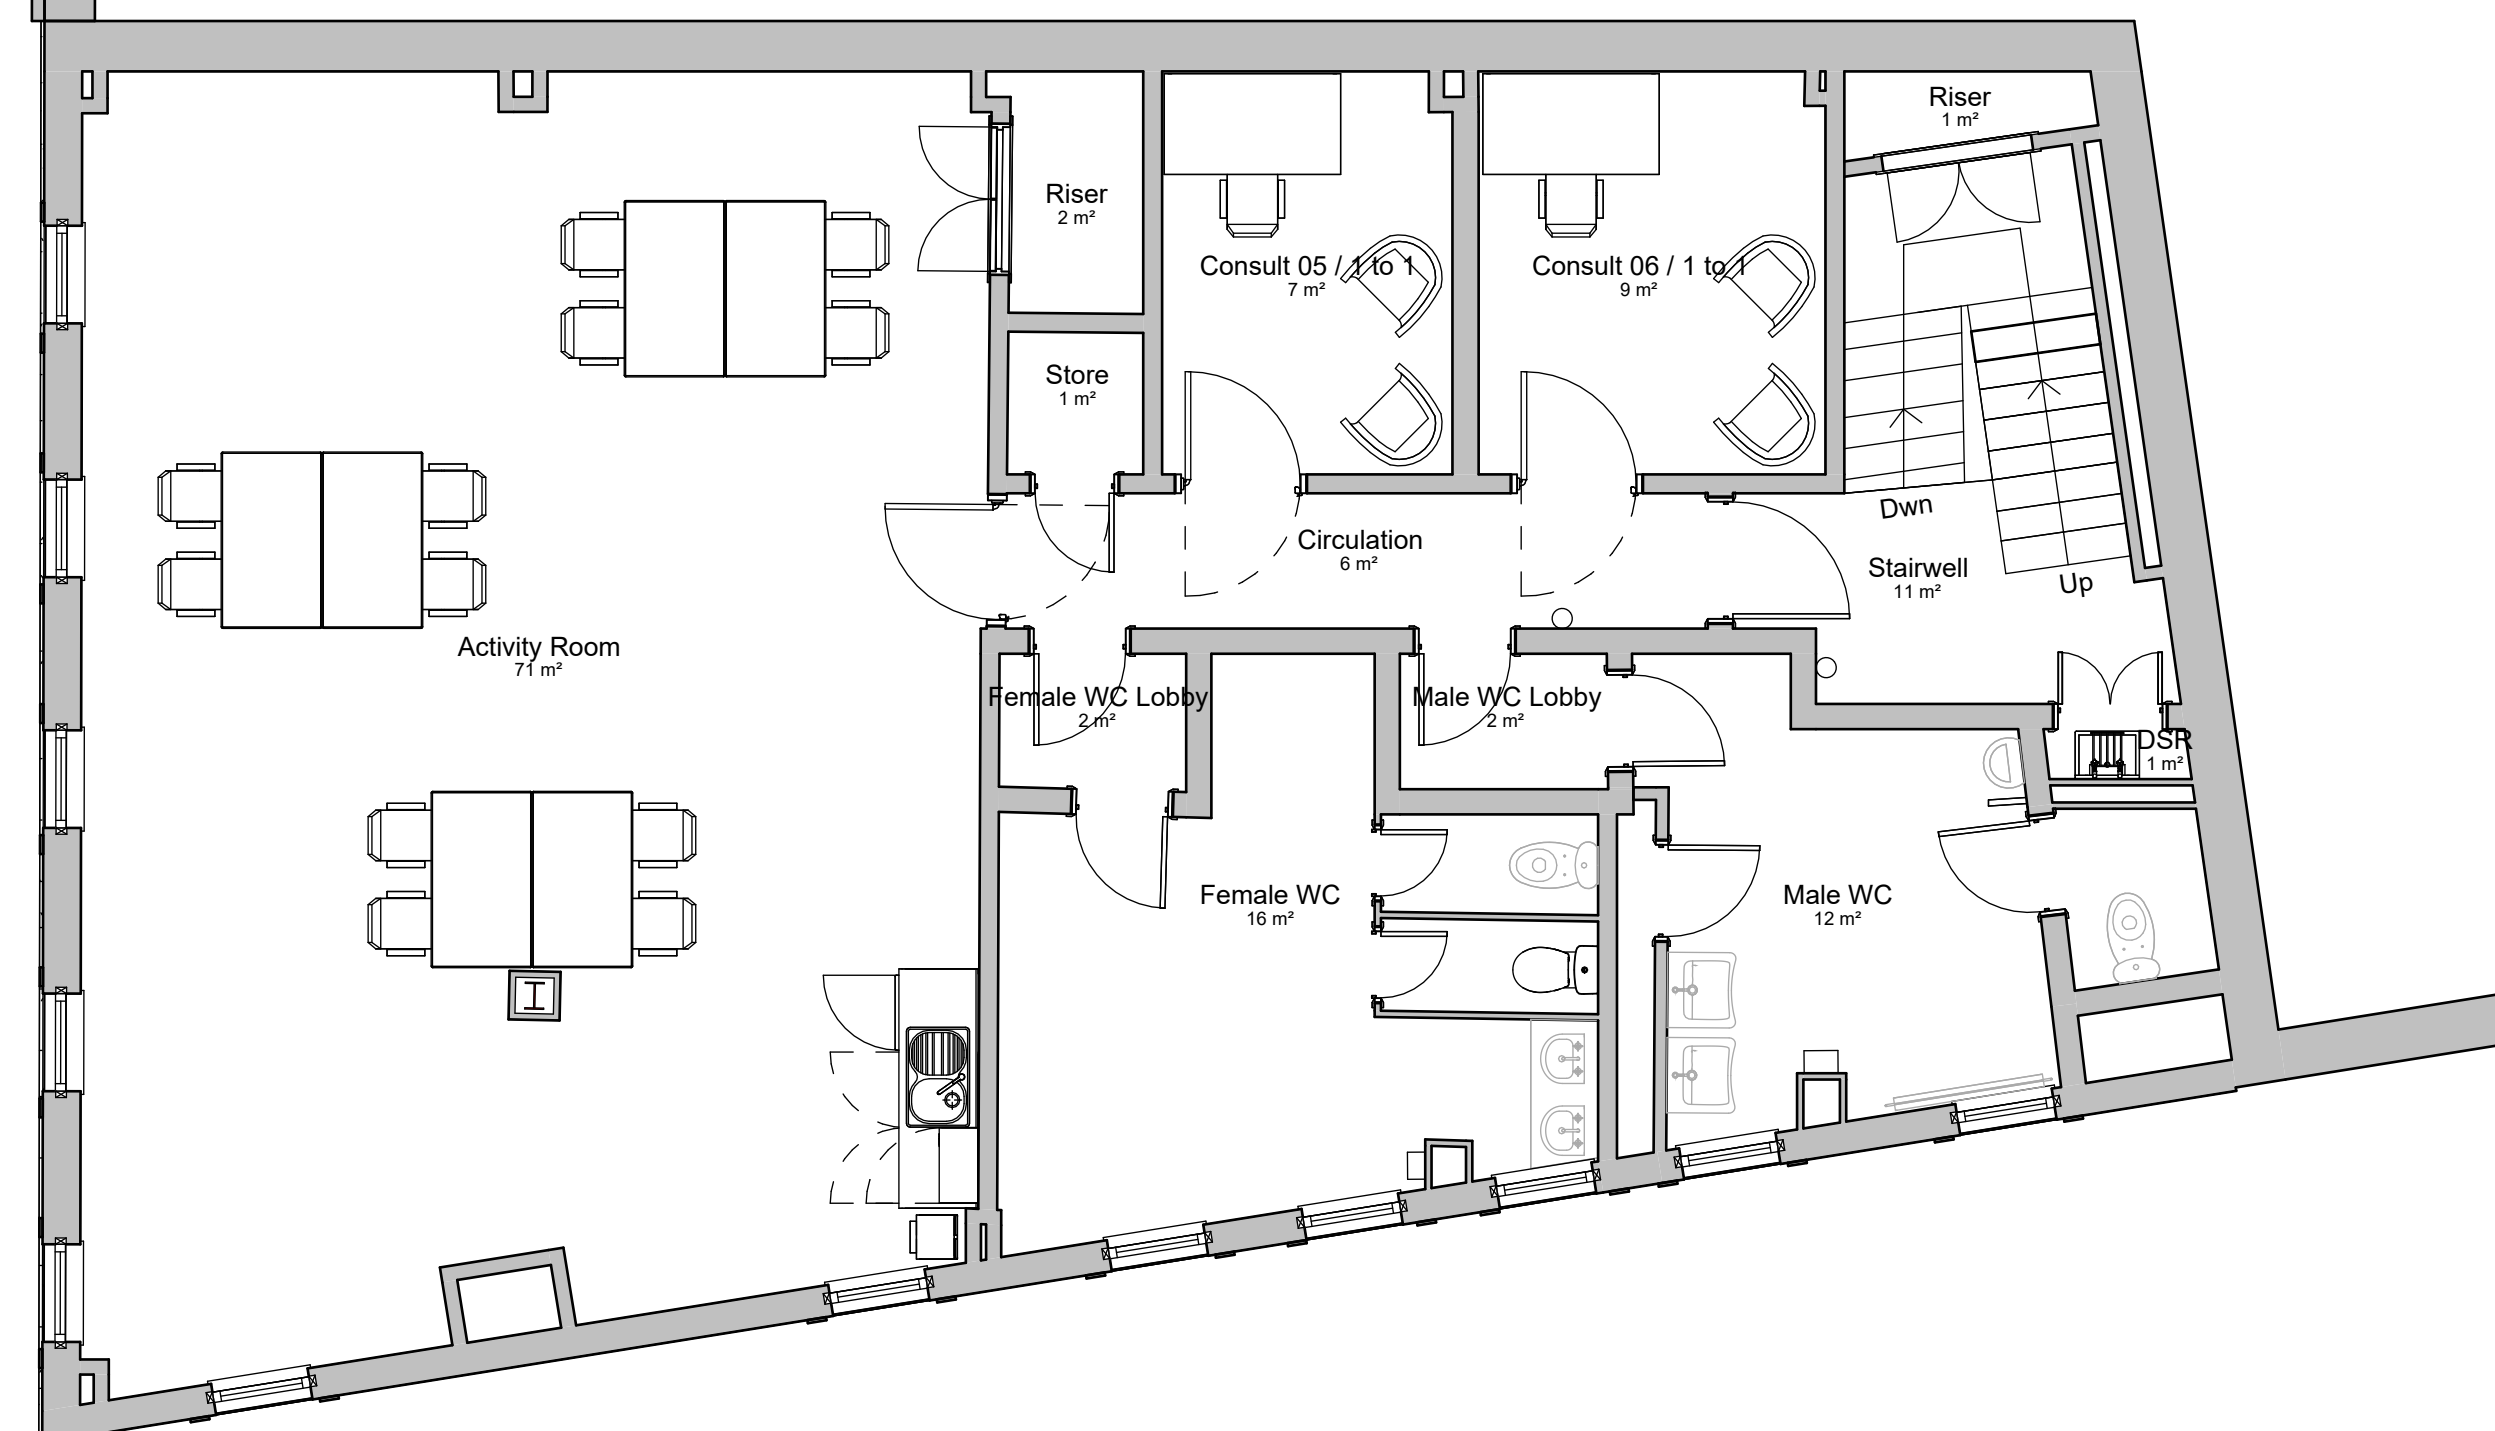 Riser
1 m²
Riser
2 m²
Consult 05 / 1 to 1
7 m²
Consult 06 / 1 to 1
9 m²
Store
1 m²
Dwn
Circulation
6 m²
Stairwell
11 m²
Up
Activity Room
71 m²
Female WC Lobby
2 m²
Male WC Lobby
2 m²
DSR
1 m²
Female WC
16 m²
Male WC
12 m²